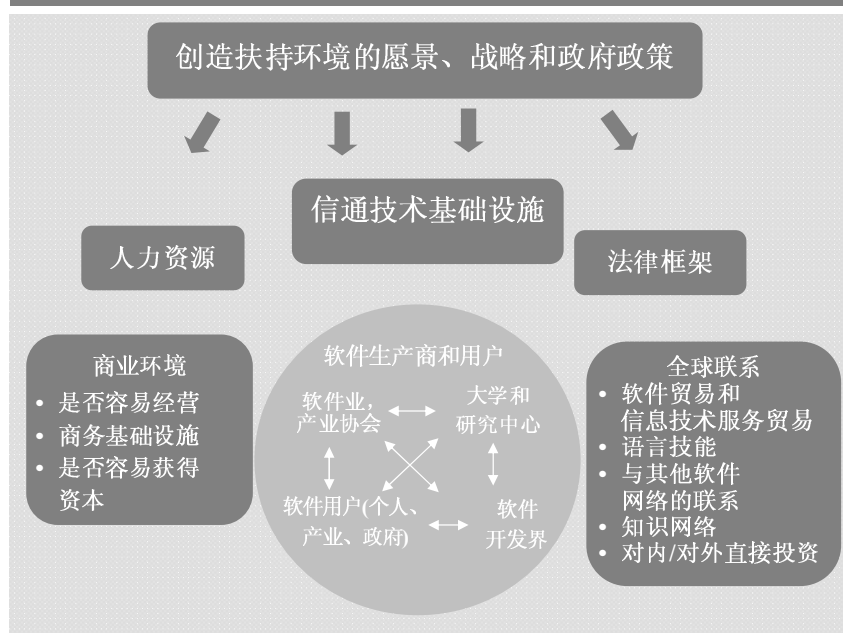 创造扶持环境的愿景、战略和政府政策
信通技术基础设施
人力资源
法律框架
商业环境
• 是否容易经营
• 商务基础设施
• 是否容易获得
资本
软件生产商和用户
软件业,
产业协会
大学和
研究中心
软件用户(个人、
产业、政府)
软件
开发界
全球联系
• 软件贸易和
信息技术服务贸易
• 语言技能
• 与其他软件
网络的联系
• 知识网络
• 对内/对外直接投资